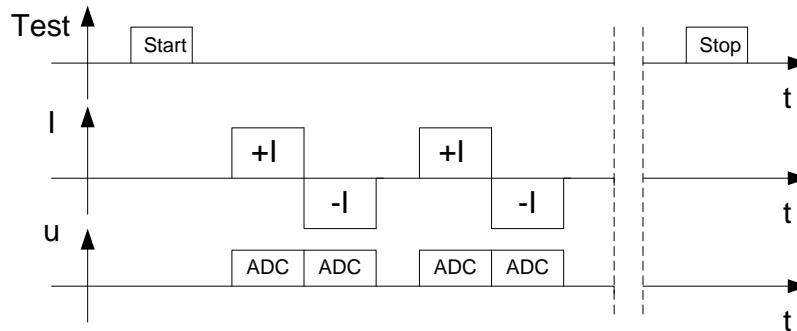 Test
Start
Stop
t
I
+I
+I
-I
-I
t
u
ADC ADC ADC ADC
t